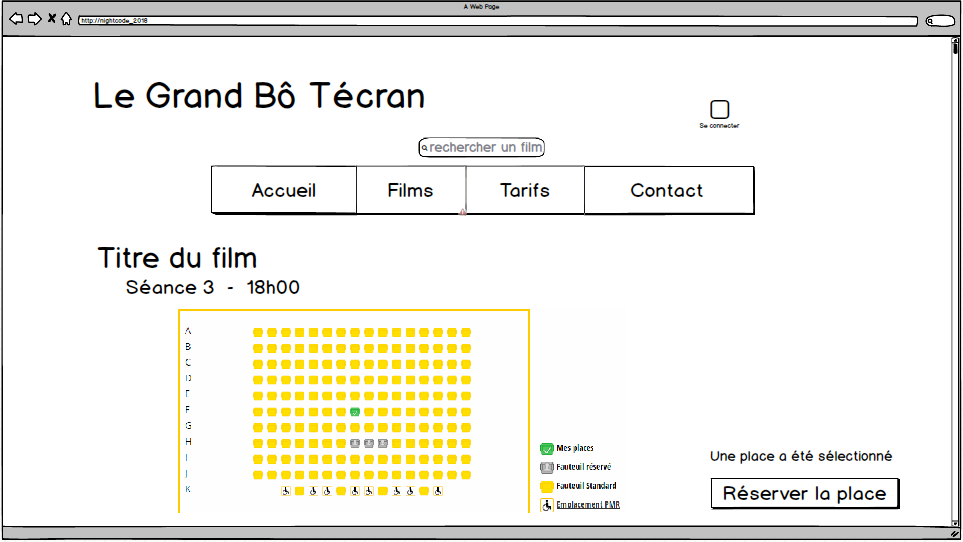 A Web Page
http://nightcode_2018
Le Grand Bô Técran
Se connecter
rechercher un film
Accueil Films Tarifs Contact
Titre du film
Séance 3 - 18h00
A
B
C
D
E
F
G
H
I
J
K
Mes places
Fauteuil réservé
Fauteuil Standard
Emplacement PMR
Une place a été sélectionné
Réserver la place